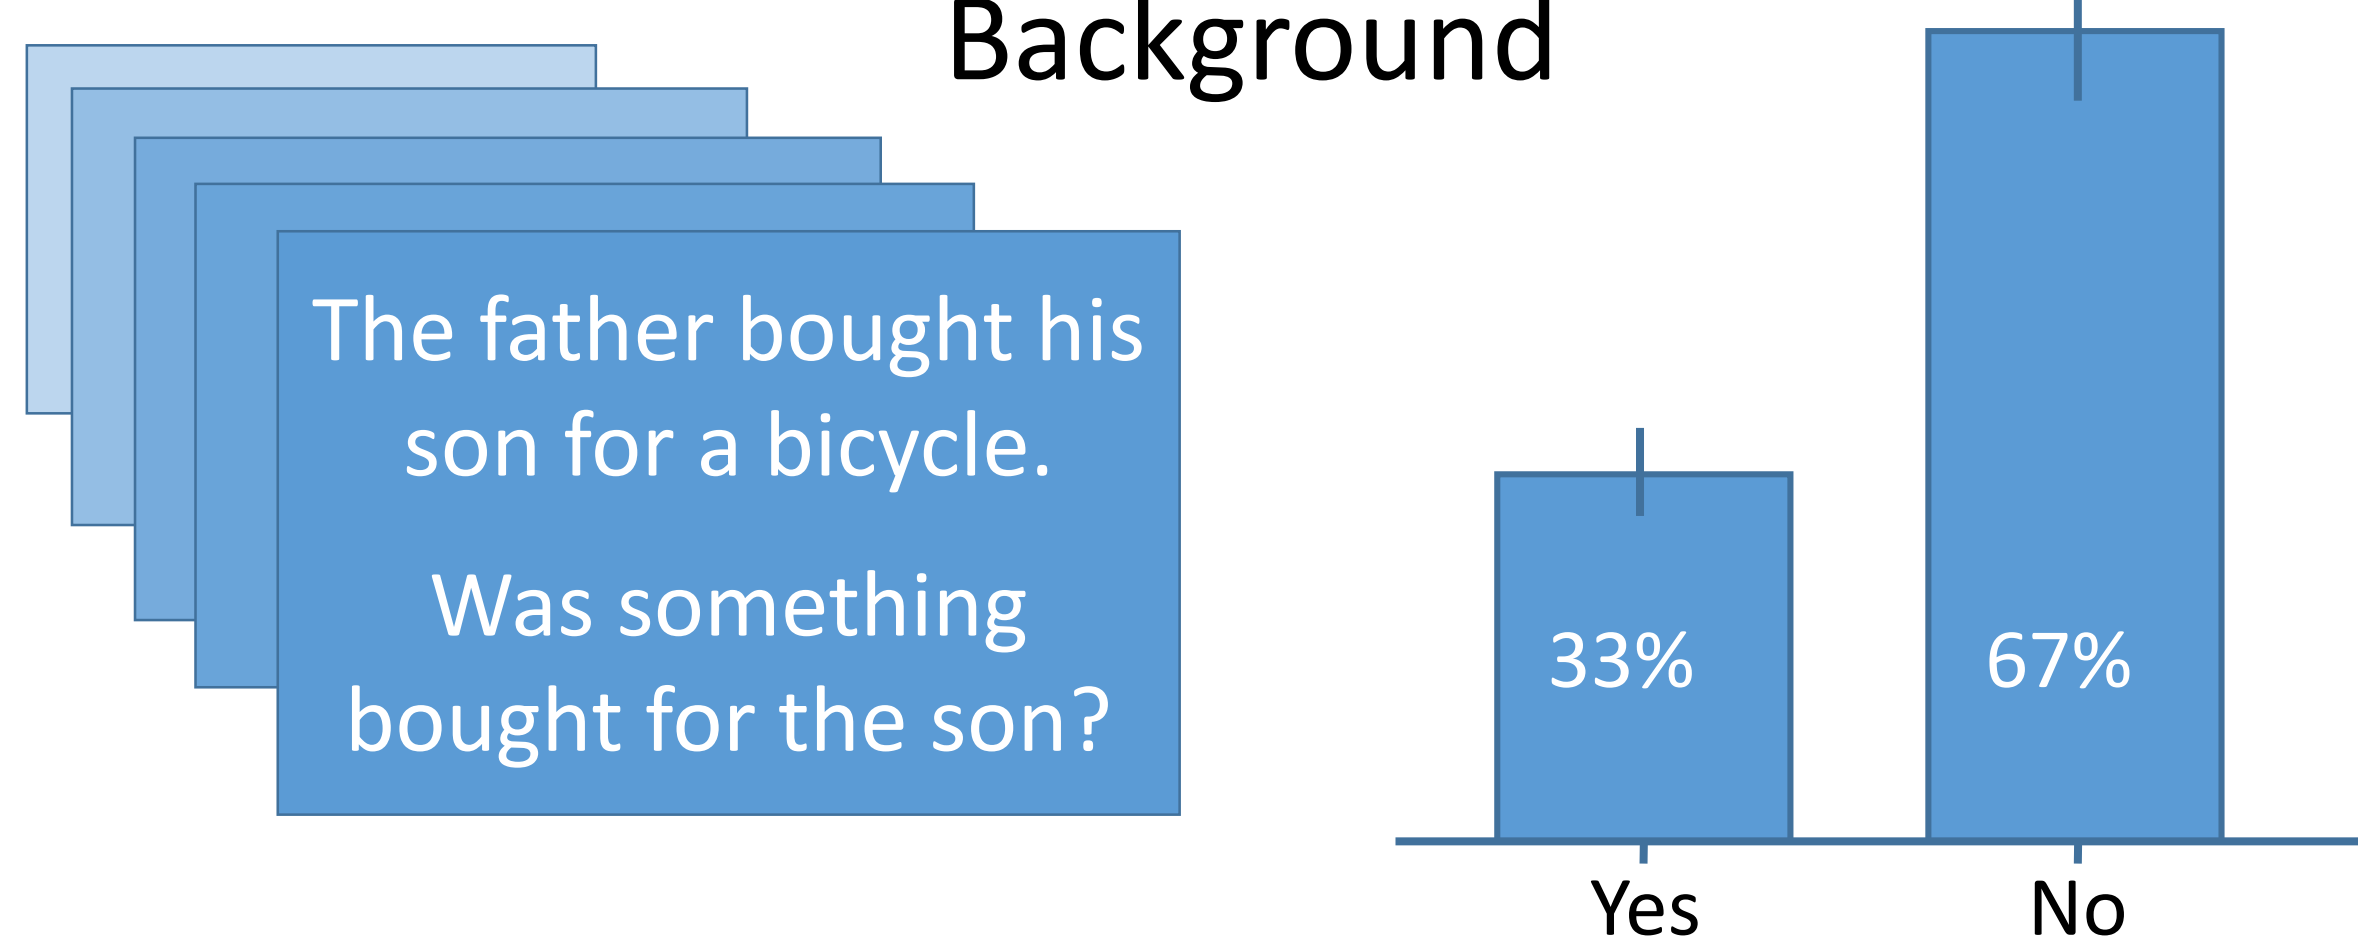 Background
The father bought his
son for a bicycle.
Was something
bought for the son?
33%
67%
Yes
No